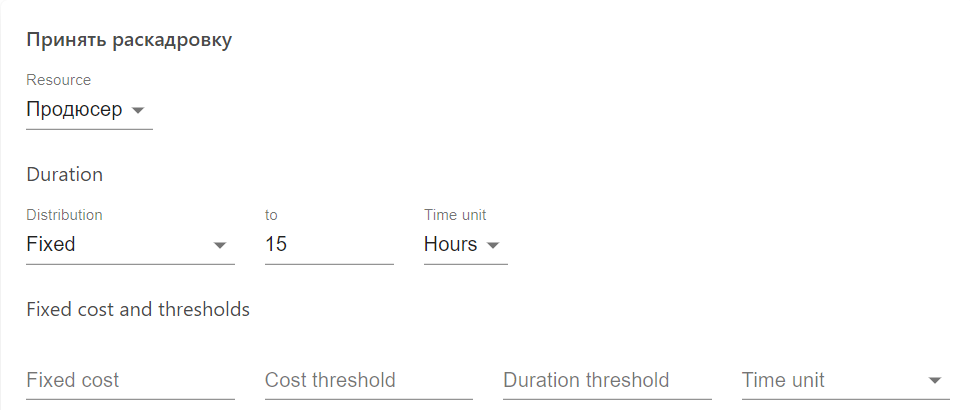 Принять раскадровку
Resource
Продюсер
Duration
Distribution to Time unit
Fixed 15 Hours
Fixed cost and thresholds
Fixed cost Cost threshold Duration threshold Time unit